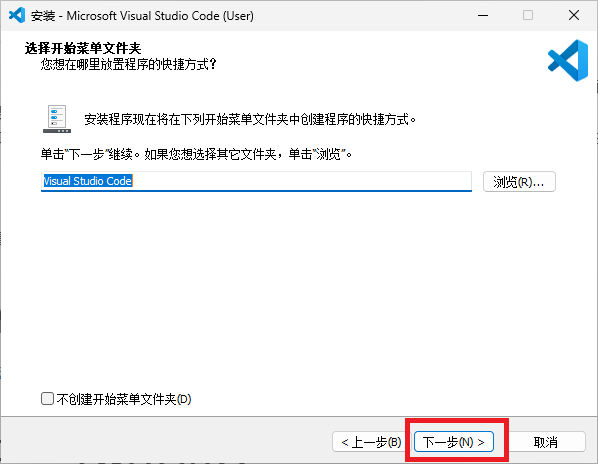 安装 - Microsoft Visual Studio Code (User)
选择开始菜单文件夹
您想在哪里放置程序的快捷方式？
安装程序现在将在下列开始菜单文件夹中创建程序的快捷方式。
单击“下一步”继续。如果您想选择其它文件夹，单击“浏览”。
Visual Studio Code
浏览(R)...
不创建开始菜单文件夹(D)
< 上一步(B)
下一步(N) >
取消